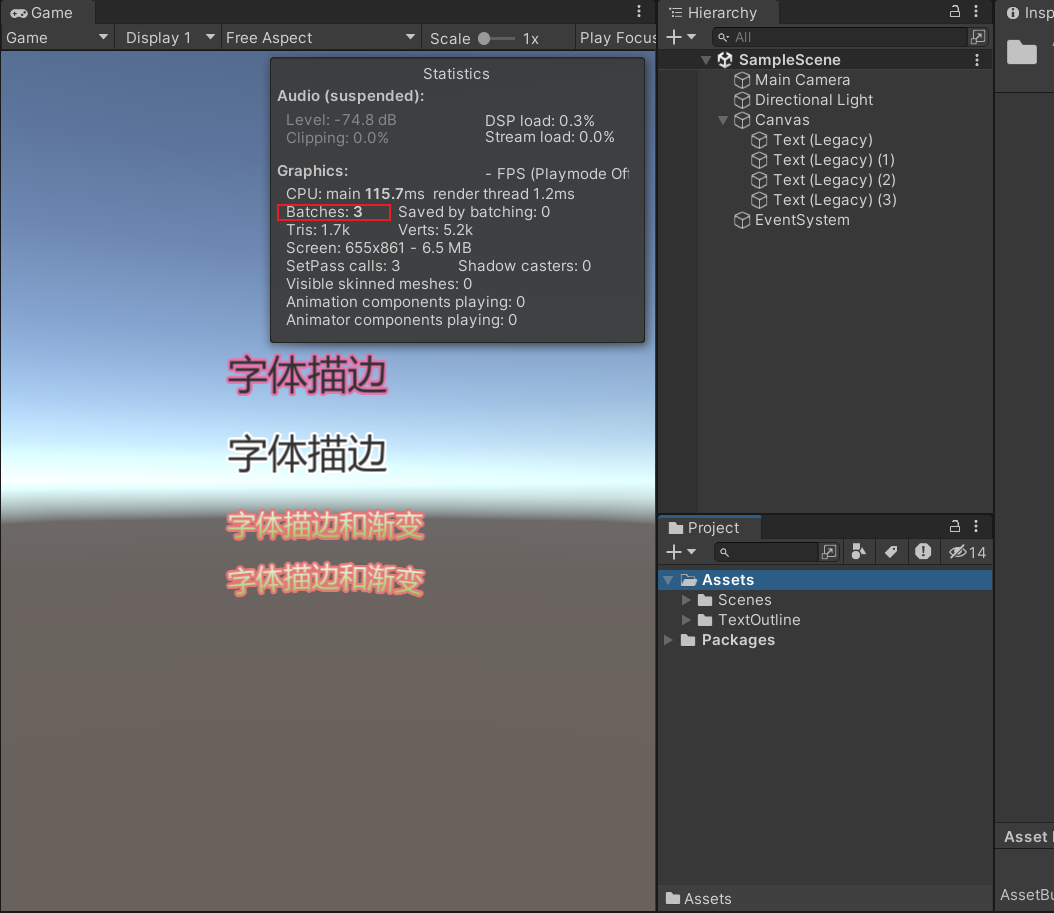 Game
Game Display 1 Free Aspect Scale 1x Play Focus
Statistics
Audio (suspended):
Level: -74.8 dB DSP load: 0.3%
Clipping: 0.0% Stream load: 0.0%
Graphics: - FPS (Playmode Off
CPU: main 115.7ms render thread 1.2ms
Batches: 3 Saved by batching: 0
Tris: 1.7k Verts: 5.2k
Screen: 655x861 - 6.5 MB
SetPass calls: 3 Shadow casters: 0
Visible skinned meshes: 0
Animation components playing: 0
Animator components playing: 0
字体描边
字体描边
字体描边和渐变
字体描边和渐变
Hierarchy
All
SampleScene
Main Camera
Directional Light
Canvas
Text (Legacy)
Text (Legacy) (1)
Text (Legacy) (2)
Text (Legacy) (3)
EventSystem
Project
14
Assets
Scenes
TextOutline
Packages
Assets
Insp
Asset
AssetBu